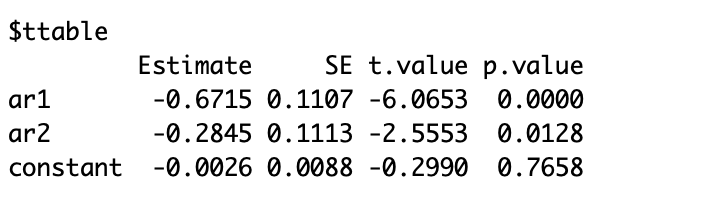 $ttable
Estimate SE t.value p.value
ar1 -0.6715 0.1107 -6.0653 0.0000
ar2 -0.2845 0.1113 -2.5553 0.0128
constant -0.0026 0.0088 -0.2990 0.7658